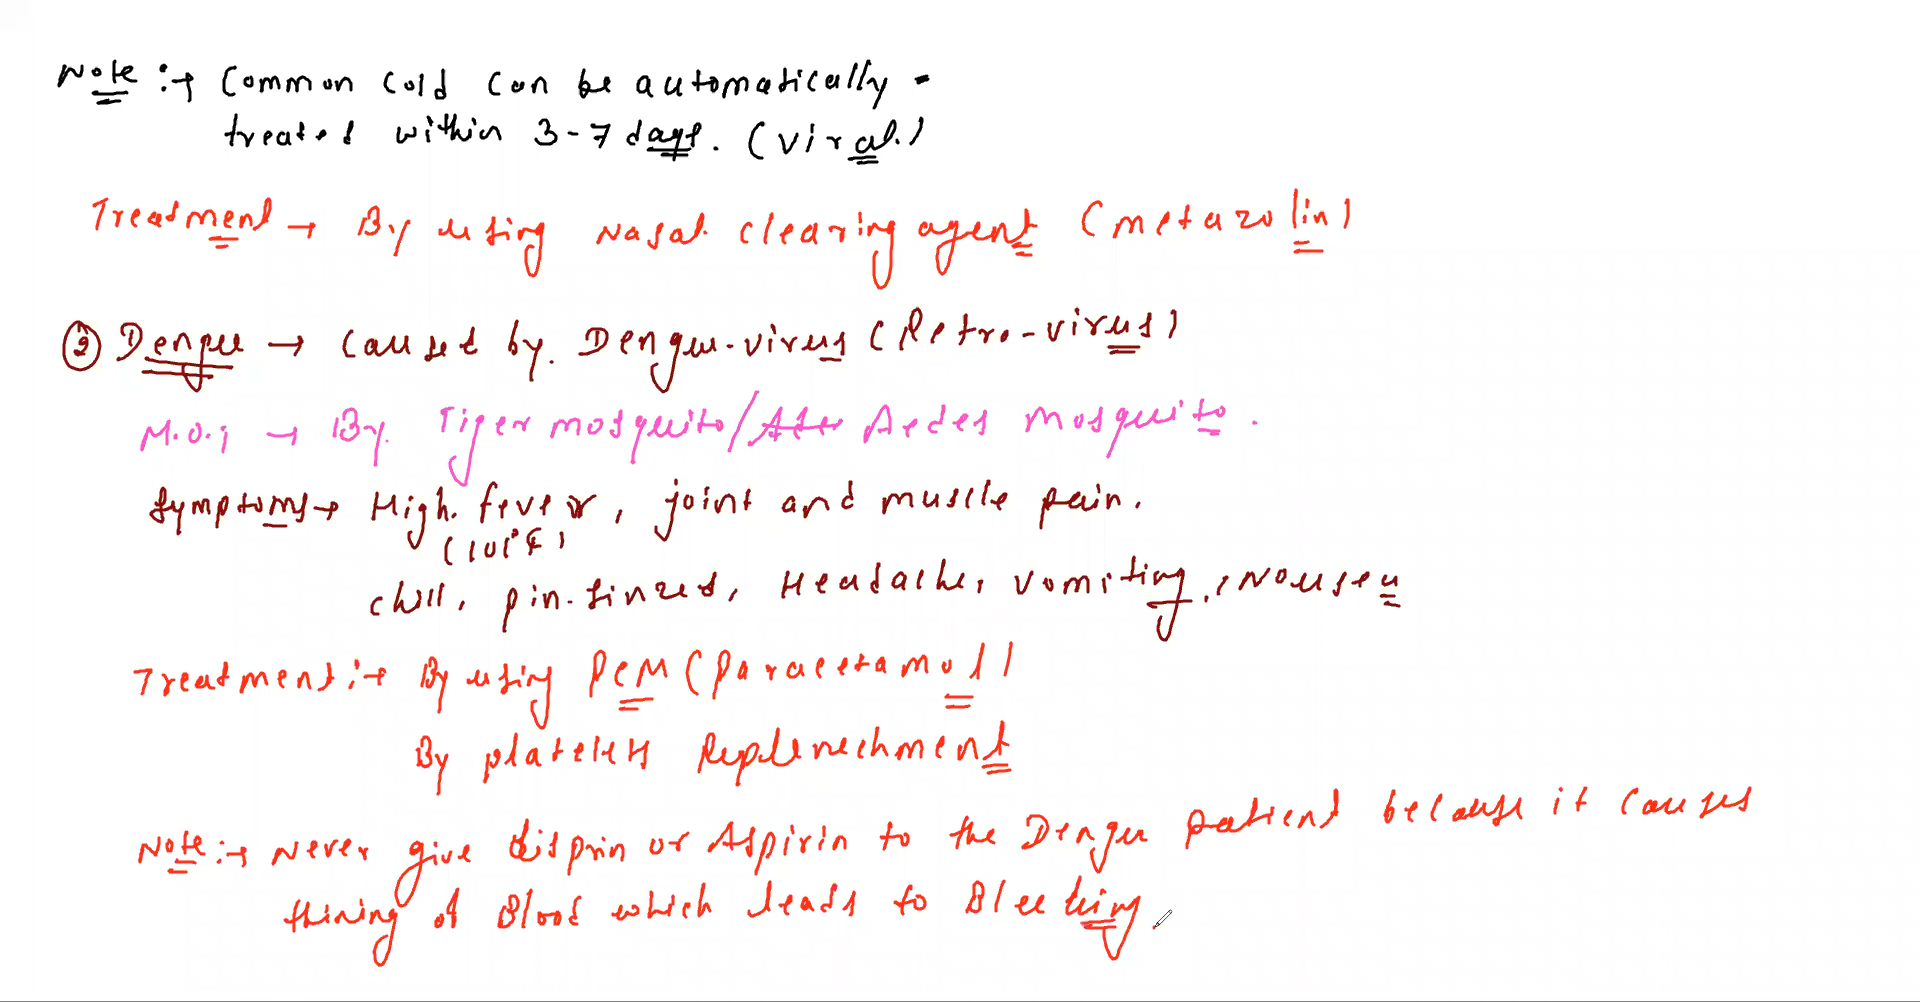 Note :→ Common cold can be automatically -
treated within 3-7 days. (viral)
Treatment → By using Nasal clearing agent (metazolin)
② Dengue → caused by Dengue-virus (Retro-virus)
M.O.I → By Tiger mosquito/ Aedes Mosquito.
Symptoms → High fever, joint and muscle pain.
(101°F)
chill, Headache, vomiting, Nousea
Treatment :→ By using PCM (Paracetamol)
By platelets Replenechment
Note :→ Never give disprin or Aspirin to the Dengue patient because it causes
thining of Blood which leads to Bleeding.